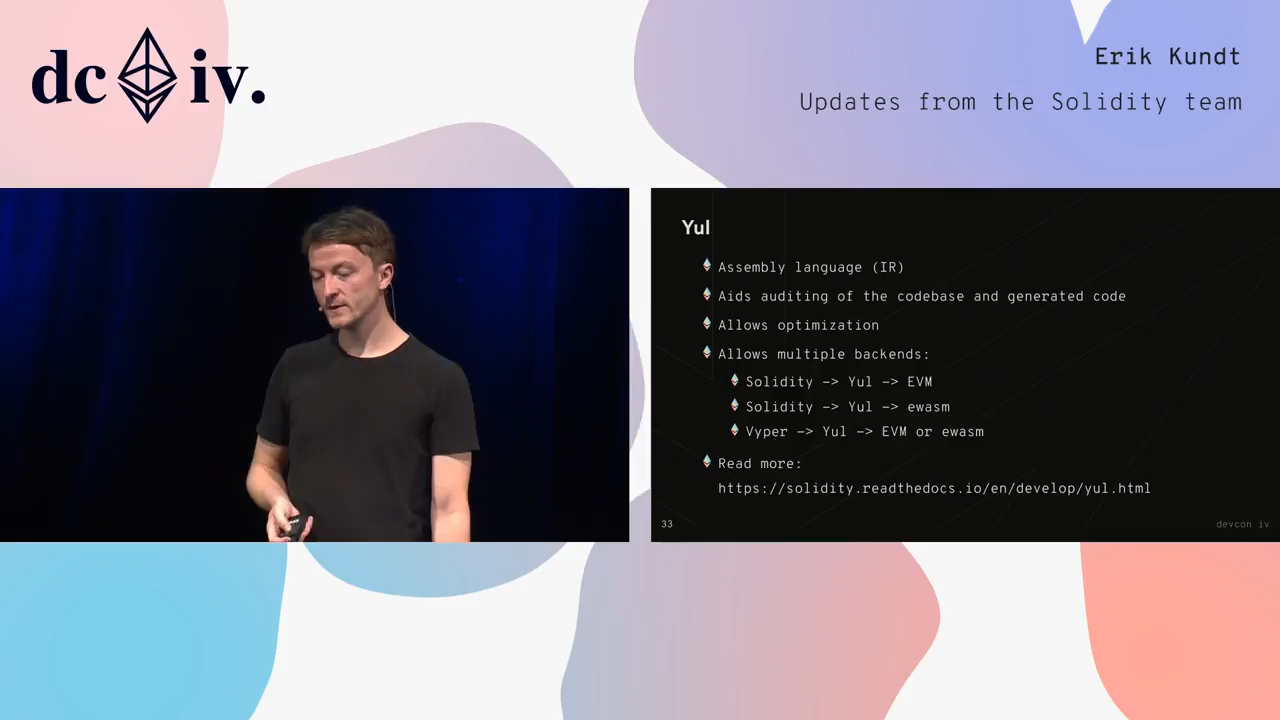 dc iv.
Erik Kundt
Updates from the Solidity team
Yul
Assembly language (IR)
Aids auditing of the codebase and generated code
Allows optimization
Allows multiple backends:
Solidity -> Yul -> EVM
Solidity -> Yul -> ewasm
Vyper -> Yul -> EVM or ewasm
Read more:
https://solidity.readthedocs.io/en/develop/yul.html
33
devcon iv